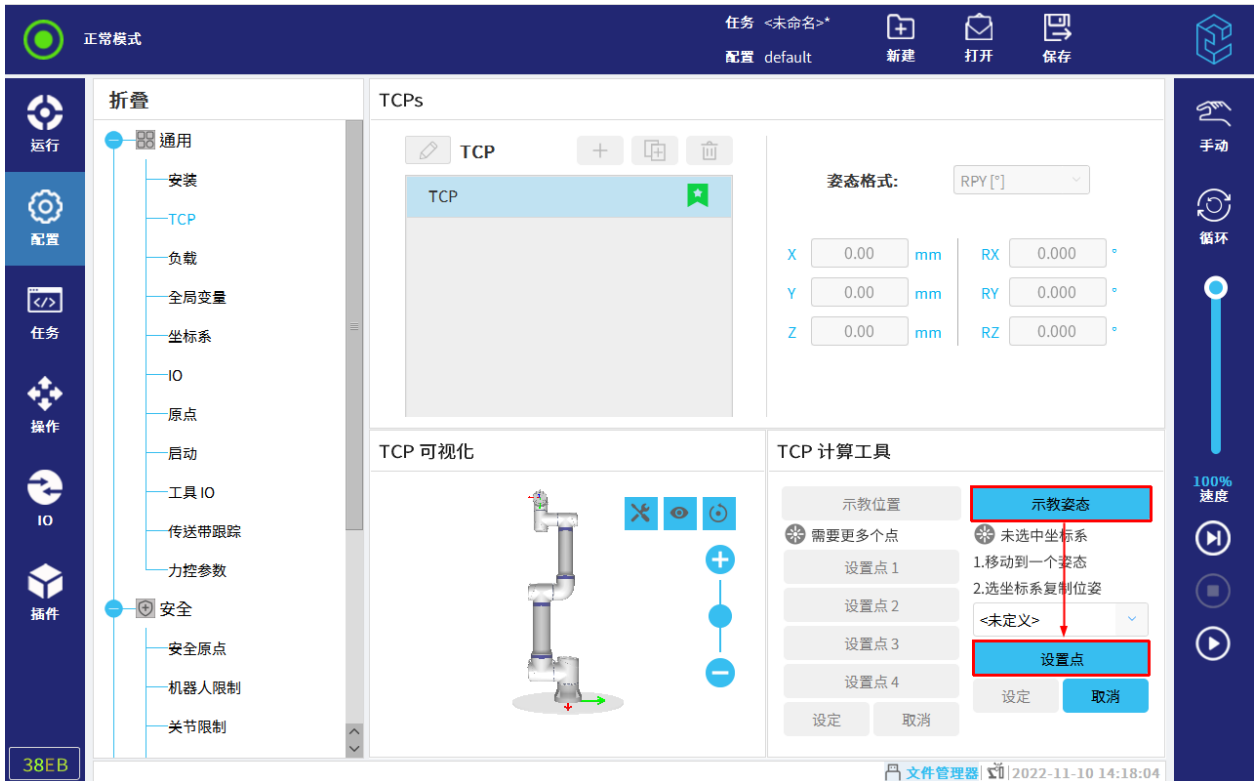 正常模式
任务 <未命名>*
配置 default
新建
打开
保存
运行
配置
任务
操作
IO
插件
38EB
折叠
通用
安装
TCP
负载
全局变量
坐标系
IO
原点
启动
工具 IO
传送带跟踪
力控参数
安全
安全原点
机器人限制
关节限制
TCPs
TCP
TCP
姿态格式:
RPY [°]
X 0.00 mm RX 0.000 °
Y 0.00 mm RY 0.000 °
Z 0.00 mm RZ 0.000 °
TCP 可视化
TCP 计算工具
示教位置
需要更多个点
设置点 1
设置点 2
设置点 3
设置点 4
设定 取消
示教姿态
未选中坐标系
1.移动到一个姿态
2.选坐标系复制位姿
<未定义>
设置点
设定 取消
手动
循环
100%
速度
文件管理器
2022-11-10 14:18:04